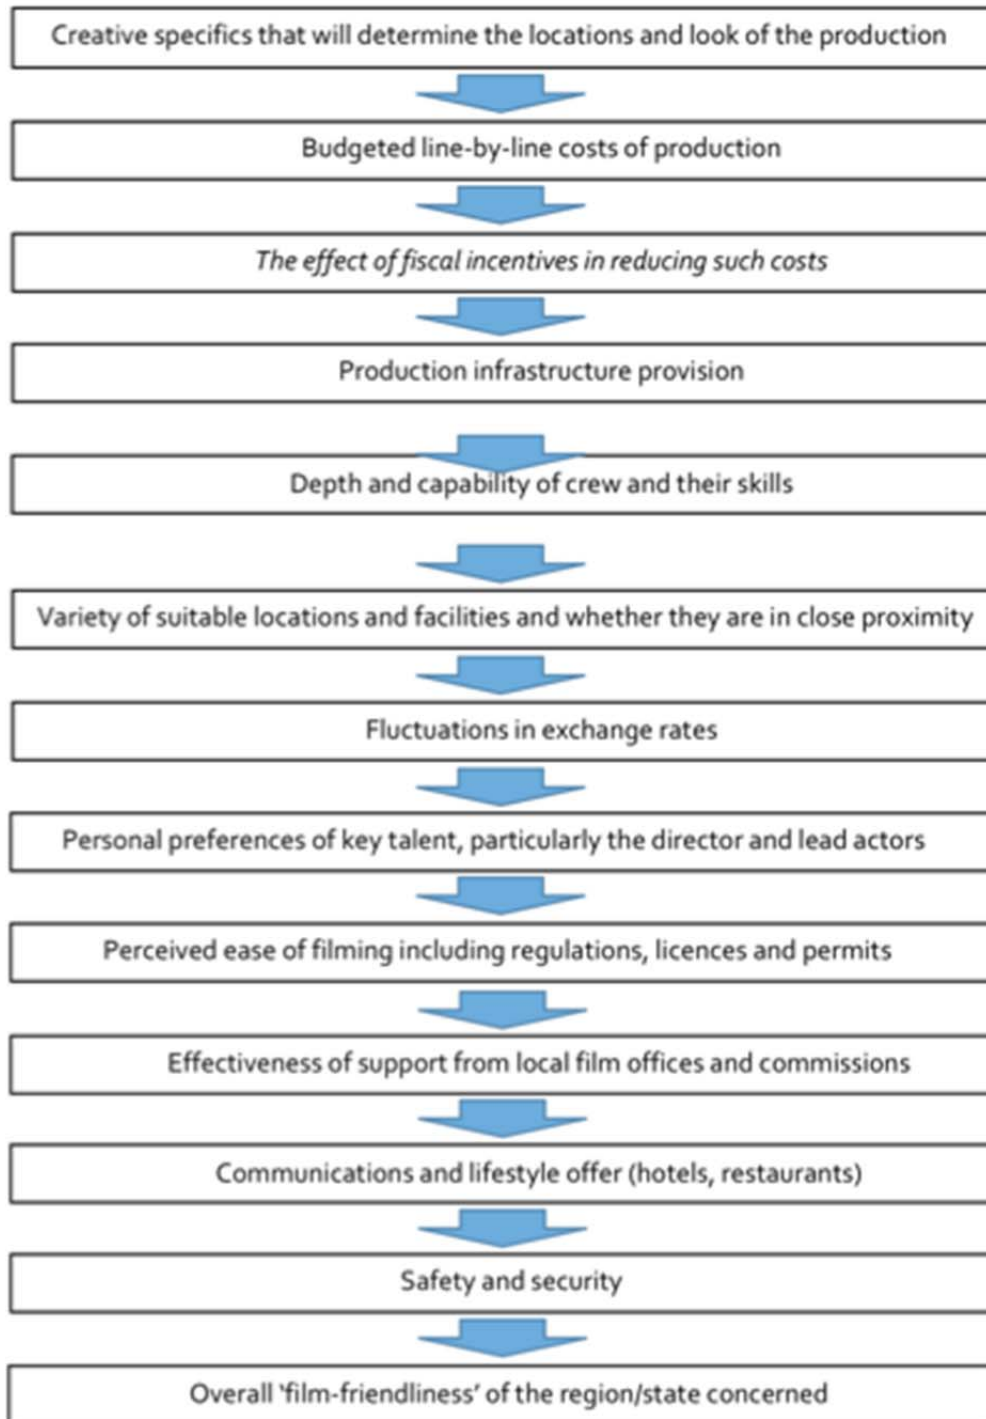 Creative specifics that will determine the locations and look of the production
Budgeted line-by-line costs of production
The effect of fiscal incentives in reducing such costs
Production infrastructure provision
Depth and capability of crew and their skills
Variety of suitable locations and facilities and whether they are in close proximity
Fluctuations in exchange rates
Personal preferences of key talent, particularly the director and lead actors
Perceived ease of filming including regulations, licences and permits
Effectiveness of support from local film offices and commissions
Communications and lifestyle offer (hotels, restaurants)
Safety and security
Overall ‘film-friendliness’ of the region/state concerned